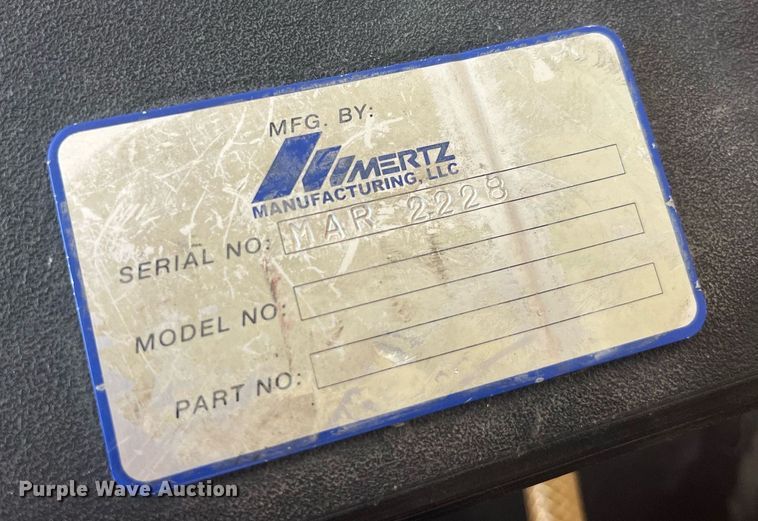 MFG. BY:
MERTZ
MANUFACTURING, LLC
SERIAL NO: MAR 2228
MODEL NO:
PART NO:
Purple Wave Auction